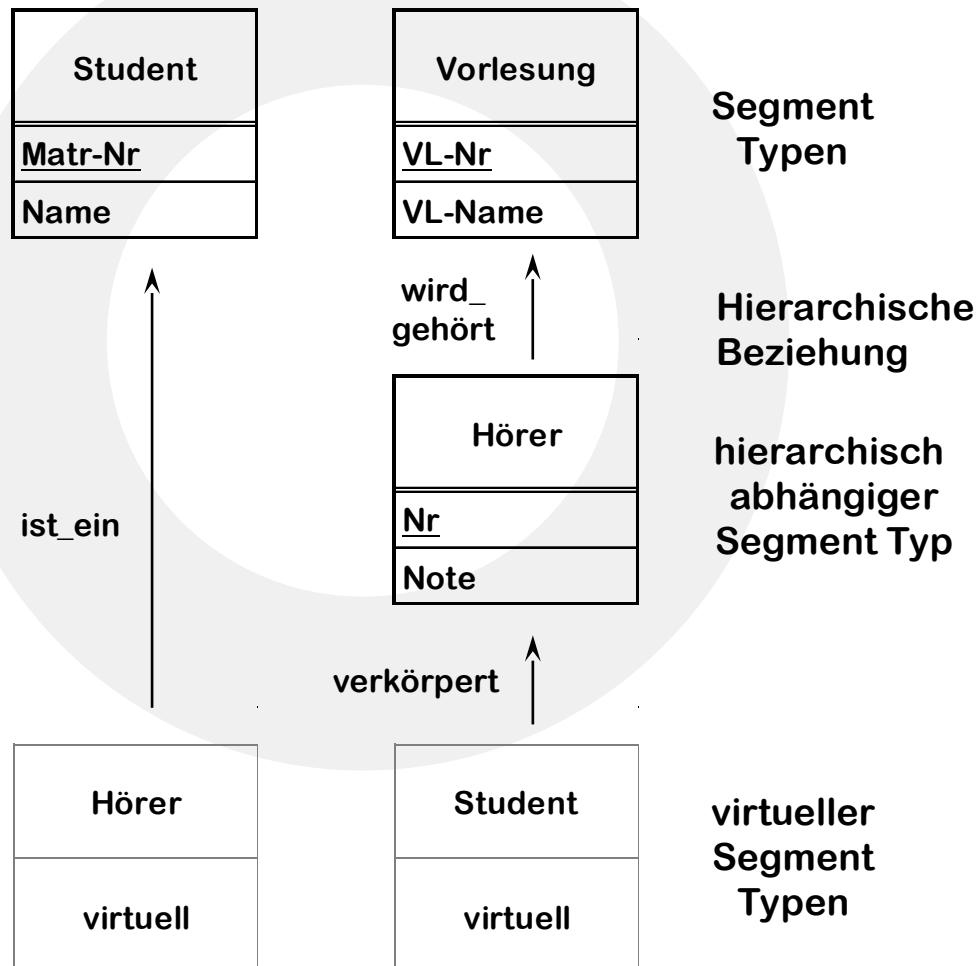 Student
Matr-Nr
Name
Vorlesung
VL-Nr
VL-Name
Segment
Typen
wird_
gehört
Hierarchische
Beziehung
Hörer
Nr
Note
hierarchisch
abhängiger
Segment Typ
ist_ein
verkörpert
Hörer
virtuell
Student
virtuell
virtueller
Segment
Typen